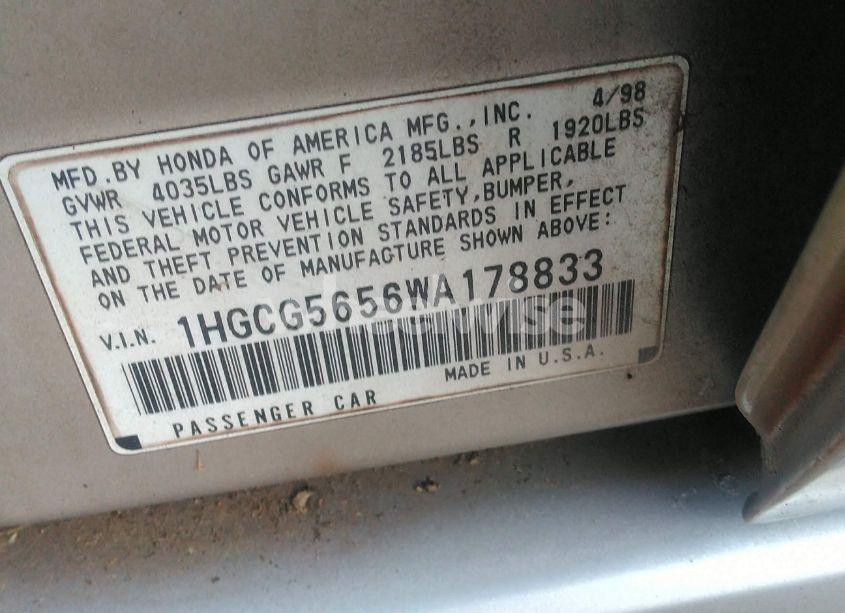 MFD.BY HONDA OF AMERICA MFG.,INC. 4/98
GVWR 4035LBS GAWR F 2185LBS R 1920LBS
THIS VEHICLE CONFORMS TO ALL APPLICABLE
FEDERAL MOTOR VEHICLE SAFETY,BUMPER,
AND THEFT PREVENTION STANDARDS IN EFFECT
ON THE DATE OF MANUFACTURE SHOWN ABOVE:
V.I.N. 1HGCG5656WA178833
MADE IN U.S.A.
PASSENGER CAR